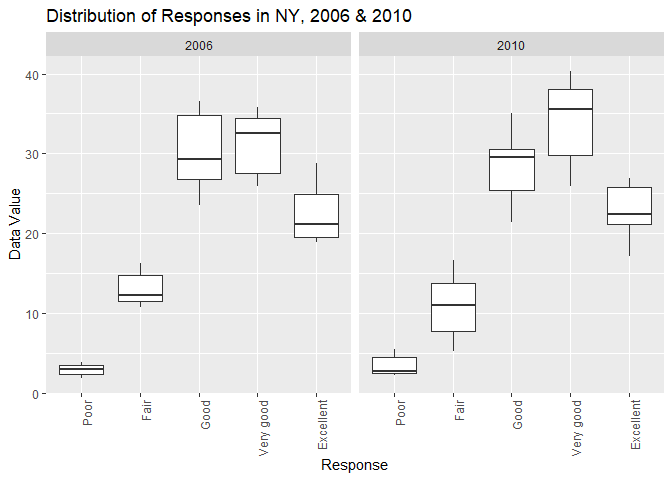 Distribution of Responses in NY, 2006 & 2010
2006
2010
Data Value
40
30
20
10
0
Poor
Fair
Good
Very good
Excellent
Poor
Fair
Good
Very good
Excellent
Response